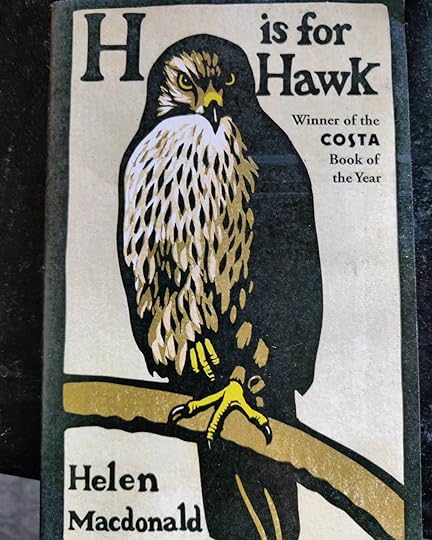 H is for
Hawk
Winner of the
COSTA
Book of
the Year
Helen
Macdonald